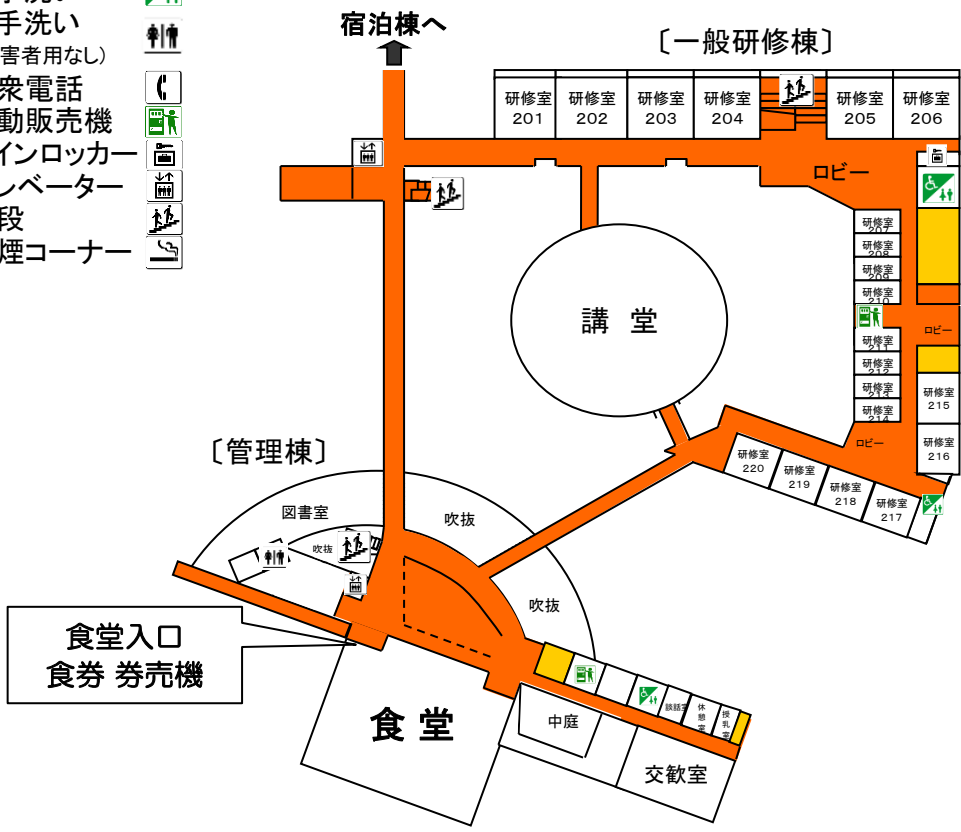 手洗い
害者用なし)
衆電話
動販売機
インロッカー
レベーター
段
煙コーナー
宿泊棟へ
〔一般研修棟〕
研修室
201
研修室
202
研修室
203
研修室
204
研修室
205
研修室
206
ロビー
研修室
207
研修室
208
研修室
209
研修室
210
ロビー
研修室
211
研修室
212
研修室
213
研修室
214
研修室
215
研修室
216
ロビー
研修室
220
研修室
219
研修室
218
研修室
217
講 堂
〔管理棟〕
図書室
吹抜
吹抜
吹抜
食堂入口
食券 券売機
食 堂
中庭
談話室
休憩室
授乳室
交歓室